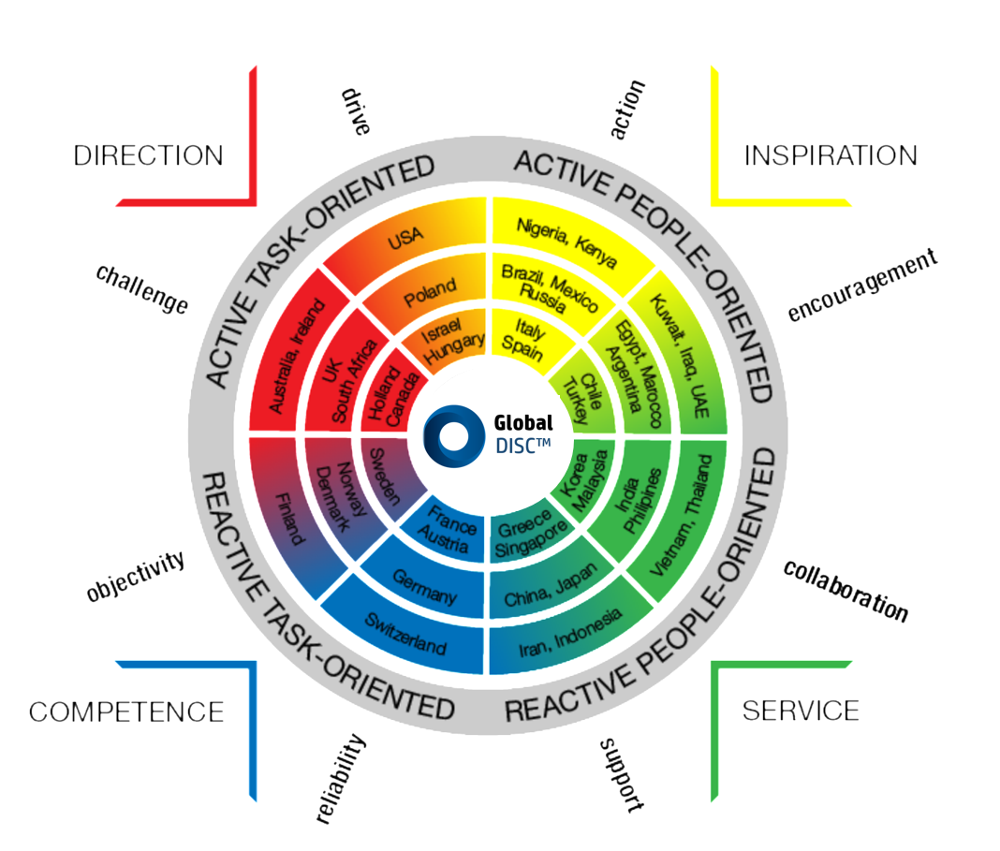 drive
action
DIRECTION
INSPIRATION
ACTIVE TASK-ORIENTED
ACTIVE PEOPLE-ORIENTED
challenge
encouragement
USA
Nigeria, Kenya
Poland
Brazil, Mexico
Russia
Israel
Hungary
Italy
Spain
Australia, Ireland
UK
South Africa
Holland
Canada
Chile
Turkey
Egypt, Marocco
Argentina
Kuwait, Iraq, UAE
Global
DISC™
Finland
Norway
Denmark
Sweden
France
Austria
Greece
Singapore
Korea
Malaysia
India
Philipines
Vietnam, Thailand
Germany
China, Japan
Switzerland
Iran, Indonesia
objectivity
collaboration
REACTIVE TASK-ORIENTED
REACTIVE PEOPLE-ORIENTED
COMPETENCE
SERVICE
reliability
support